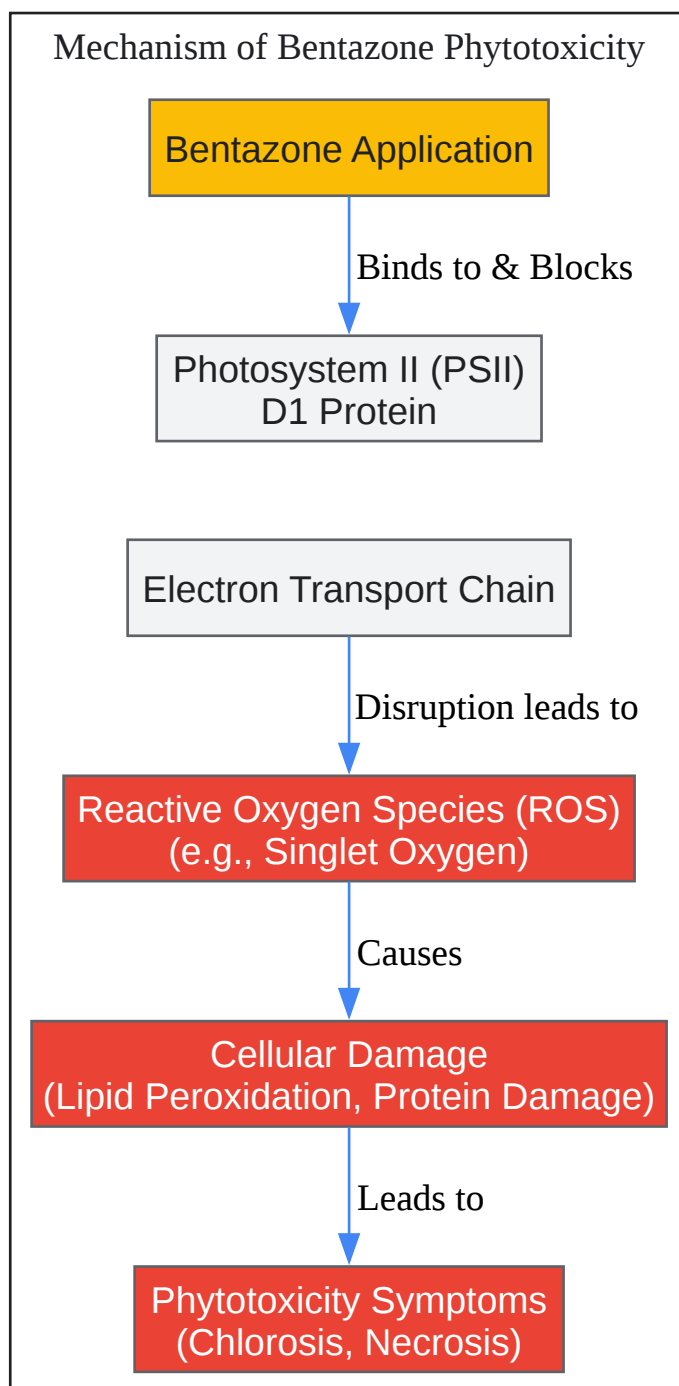 Mechanism of Bentazone Phytotoxicity
Bentazone Application
Binds to & Blocks
Photosystem II (PSII)
D1 Protein
Electron Transport Chain
Disruption leads to
Reactive Oxygen Species (ROS)
(e.g., Singlet Oxygen)
Causes
Cellular Damage
(Lipid Peroxidation, Protein Damage)
Leads to
Phytotoxicity Symptoms
(Chlorosis, Necrosis)